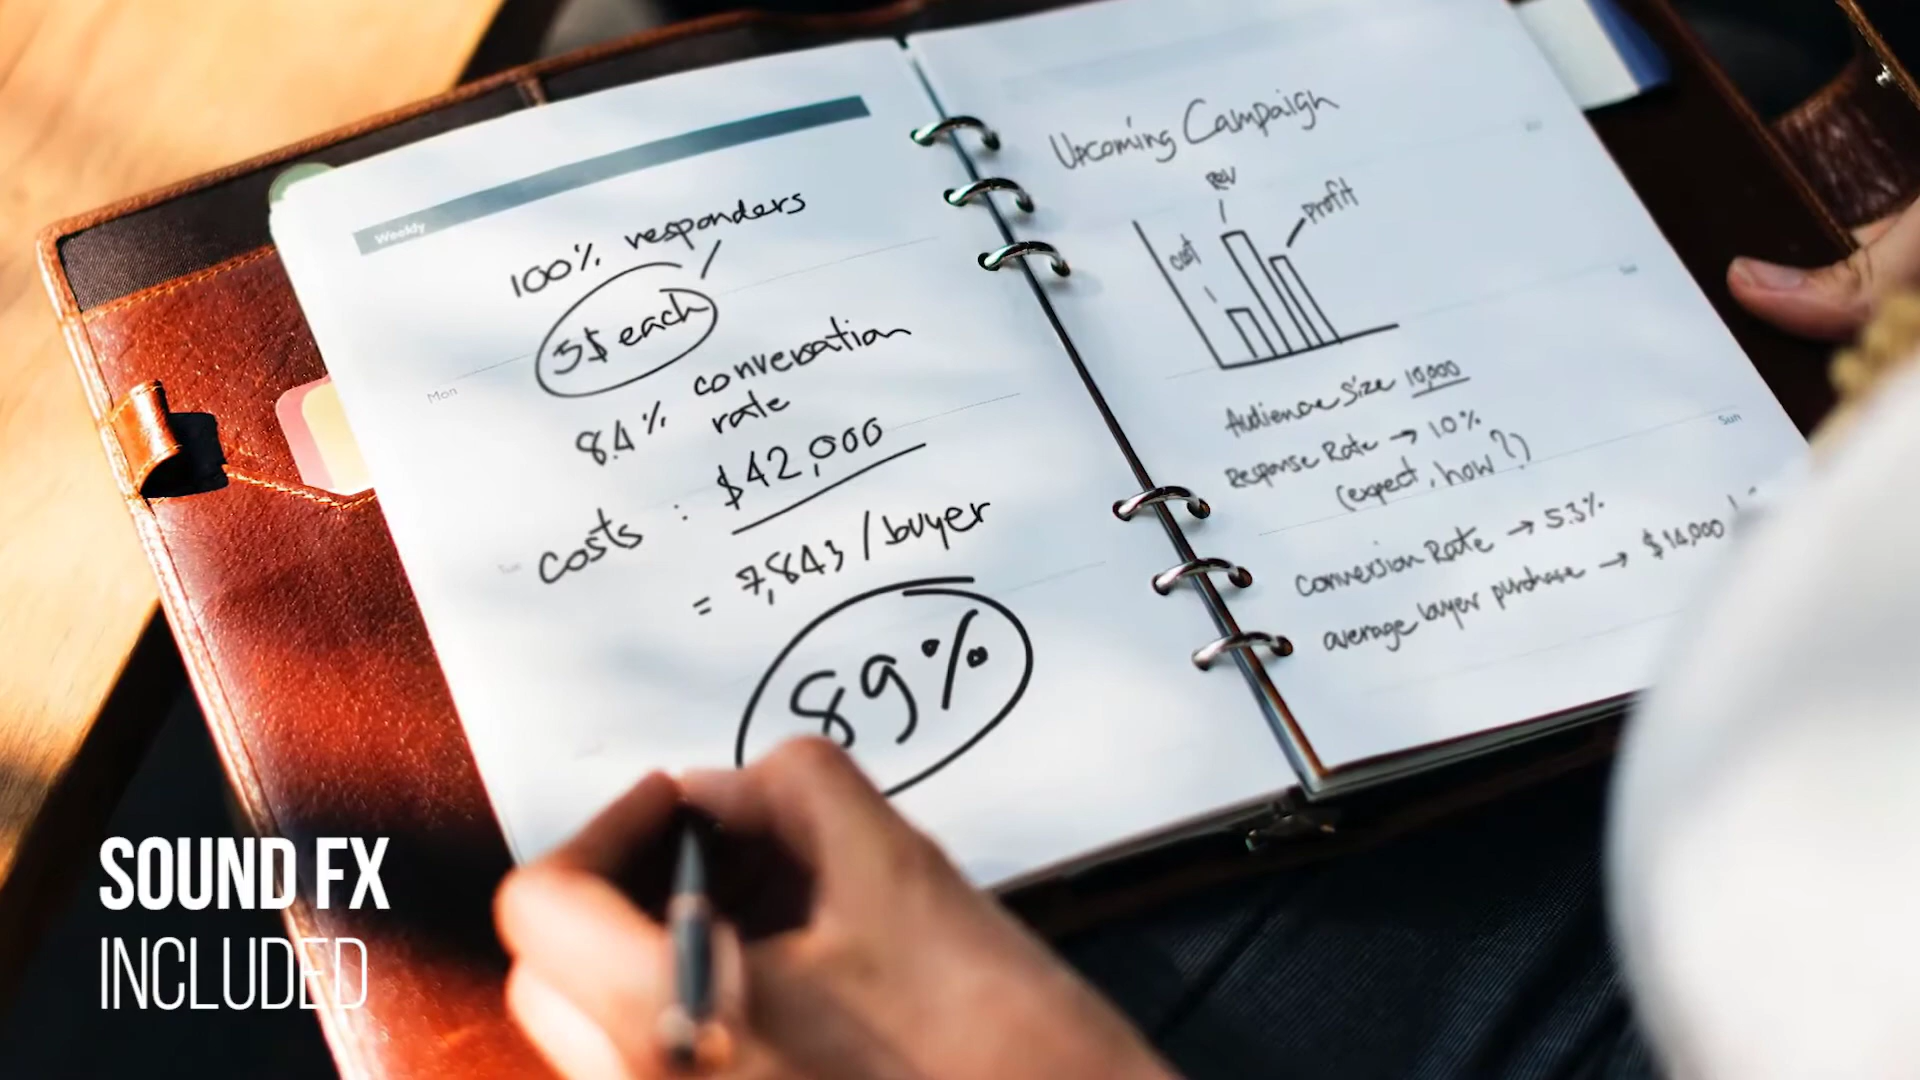 Weekly
100% responders
5$ each
8.4% conversation
rate
costs : $42,000
= 7,843 / buyer
89%
Mon
Upcoming Campaign
Rev
cost
Profit
Audience Size 10,000
Response Rate → 10%
(expect, how?)
Conversion Rate → 5.3%
average buyer purchase → $14,000
Sun
SOUND FX
INCLUDED